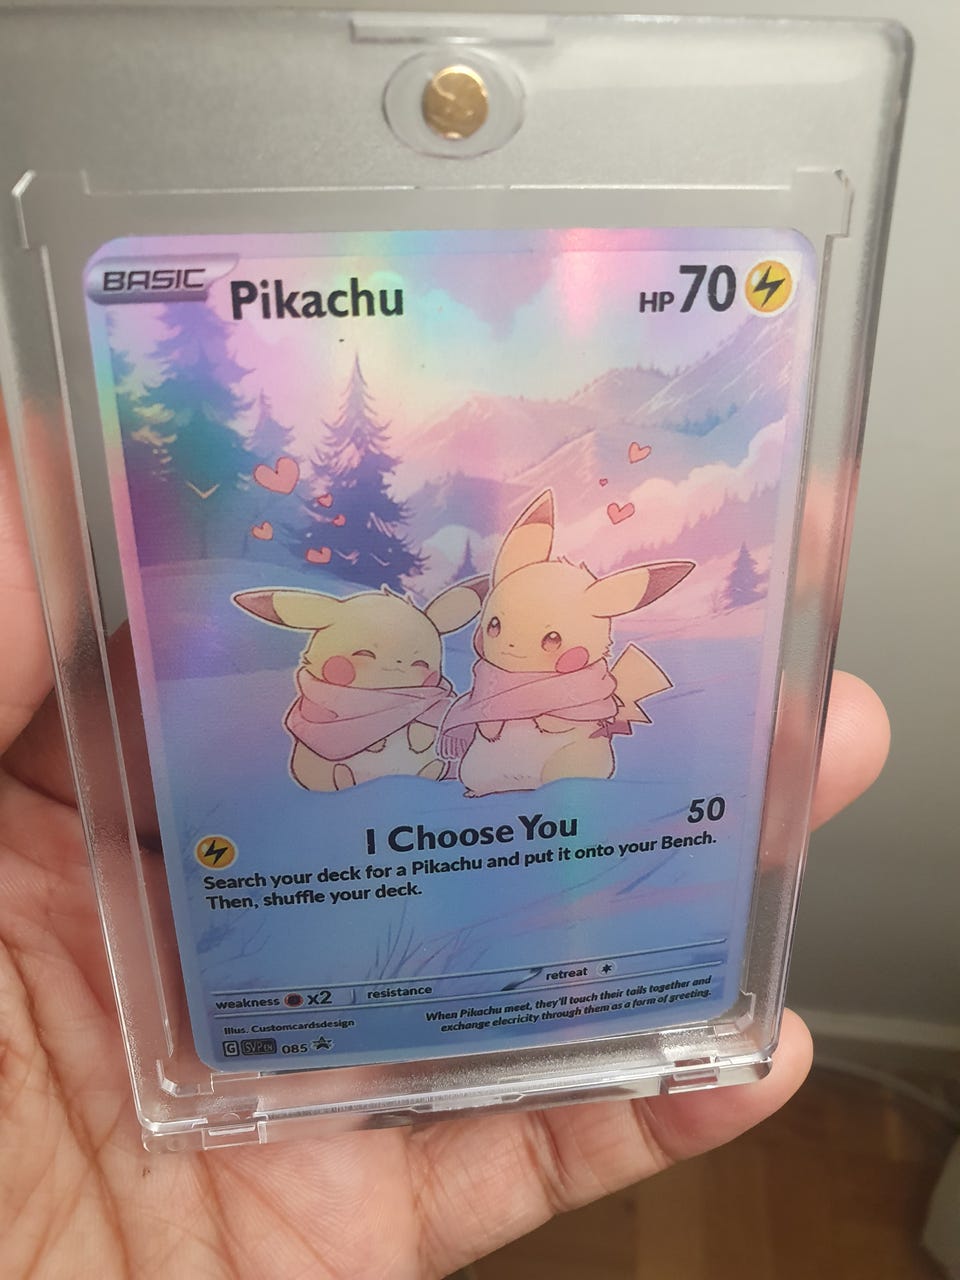 BASIC Pikachu HP 70
I Choose You 50
Search your deck for a Pikachu and put it onto your Bench.
Then, shuffle your deck.
weakness x2 resistance retreat
When Pikachu meet, they'll touch their tails together and
exchange elecricity through them as a form of greeting.
Illus. Customcardsdesign
G SVP EN 085